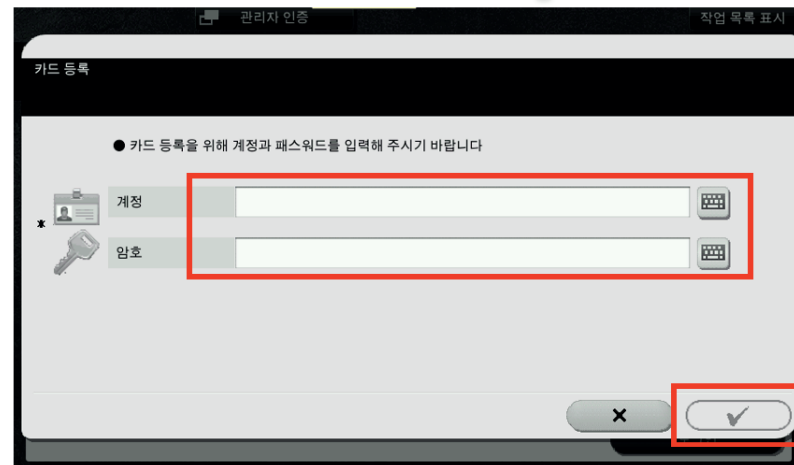 관리자 인증
작업 목록 표시
카드 등록
● 카드 등록을 위해 계정과 패스워드를 입력해 주시기 바랍니다
계정
암호